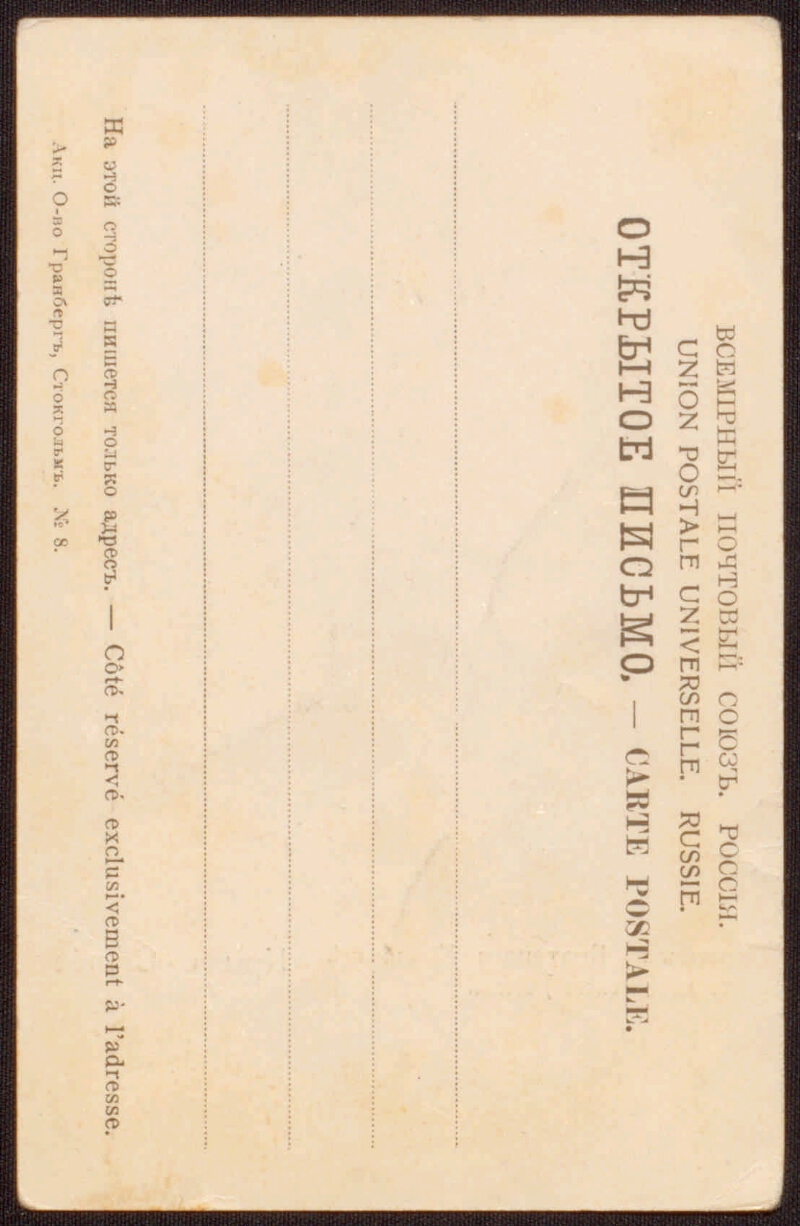 ВСЕМІРНЫЙ ПОЧТОВЫЙ СОЮЗЪ. РОССІЯ.
UNION POSTALE UNIVERSELLE. RUSSIE.
ОТКРЫТОЕ ПИСЬМО. — CARTE POSTALE.
На этой сторонѣ пишется только адресъ. — Côté réservé exclusivement à l'adresse.
Акц. О-во Гранбергъ, Стокгольмъ. № 8.